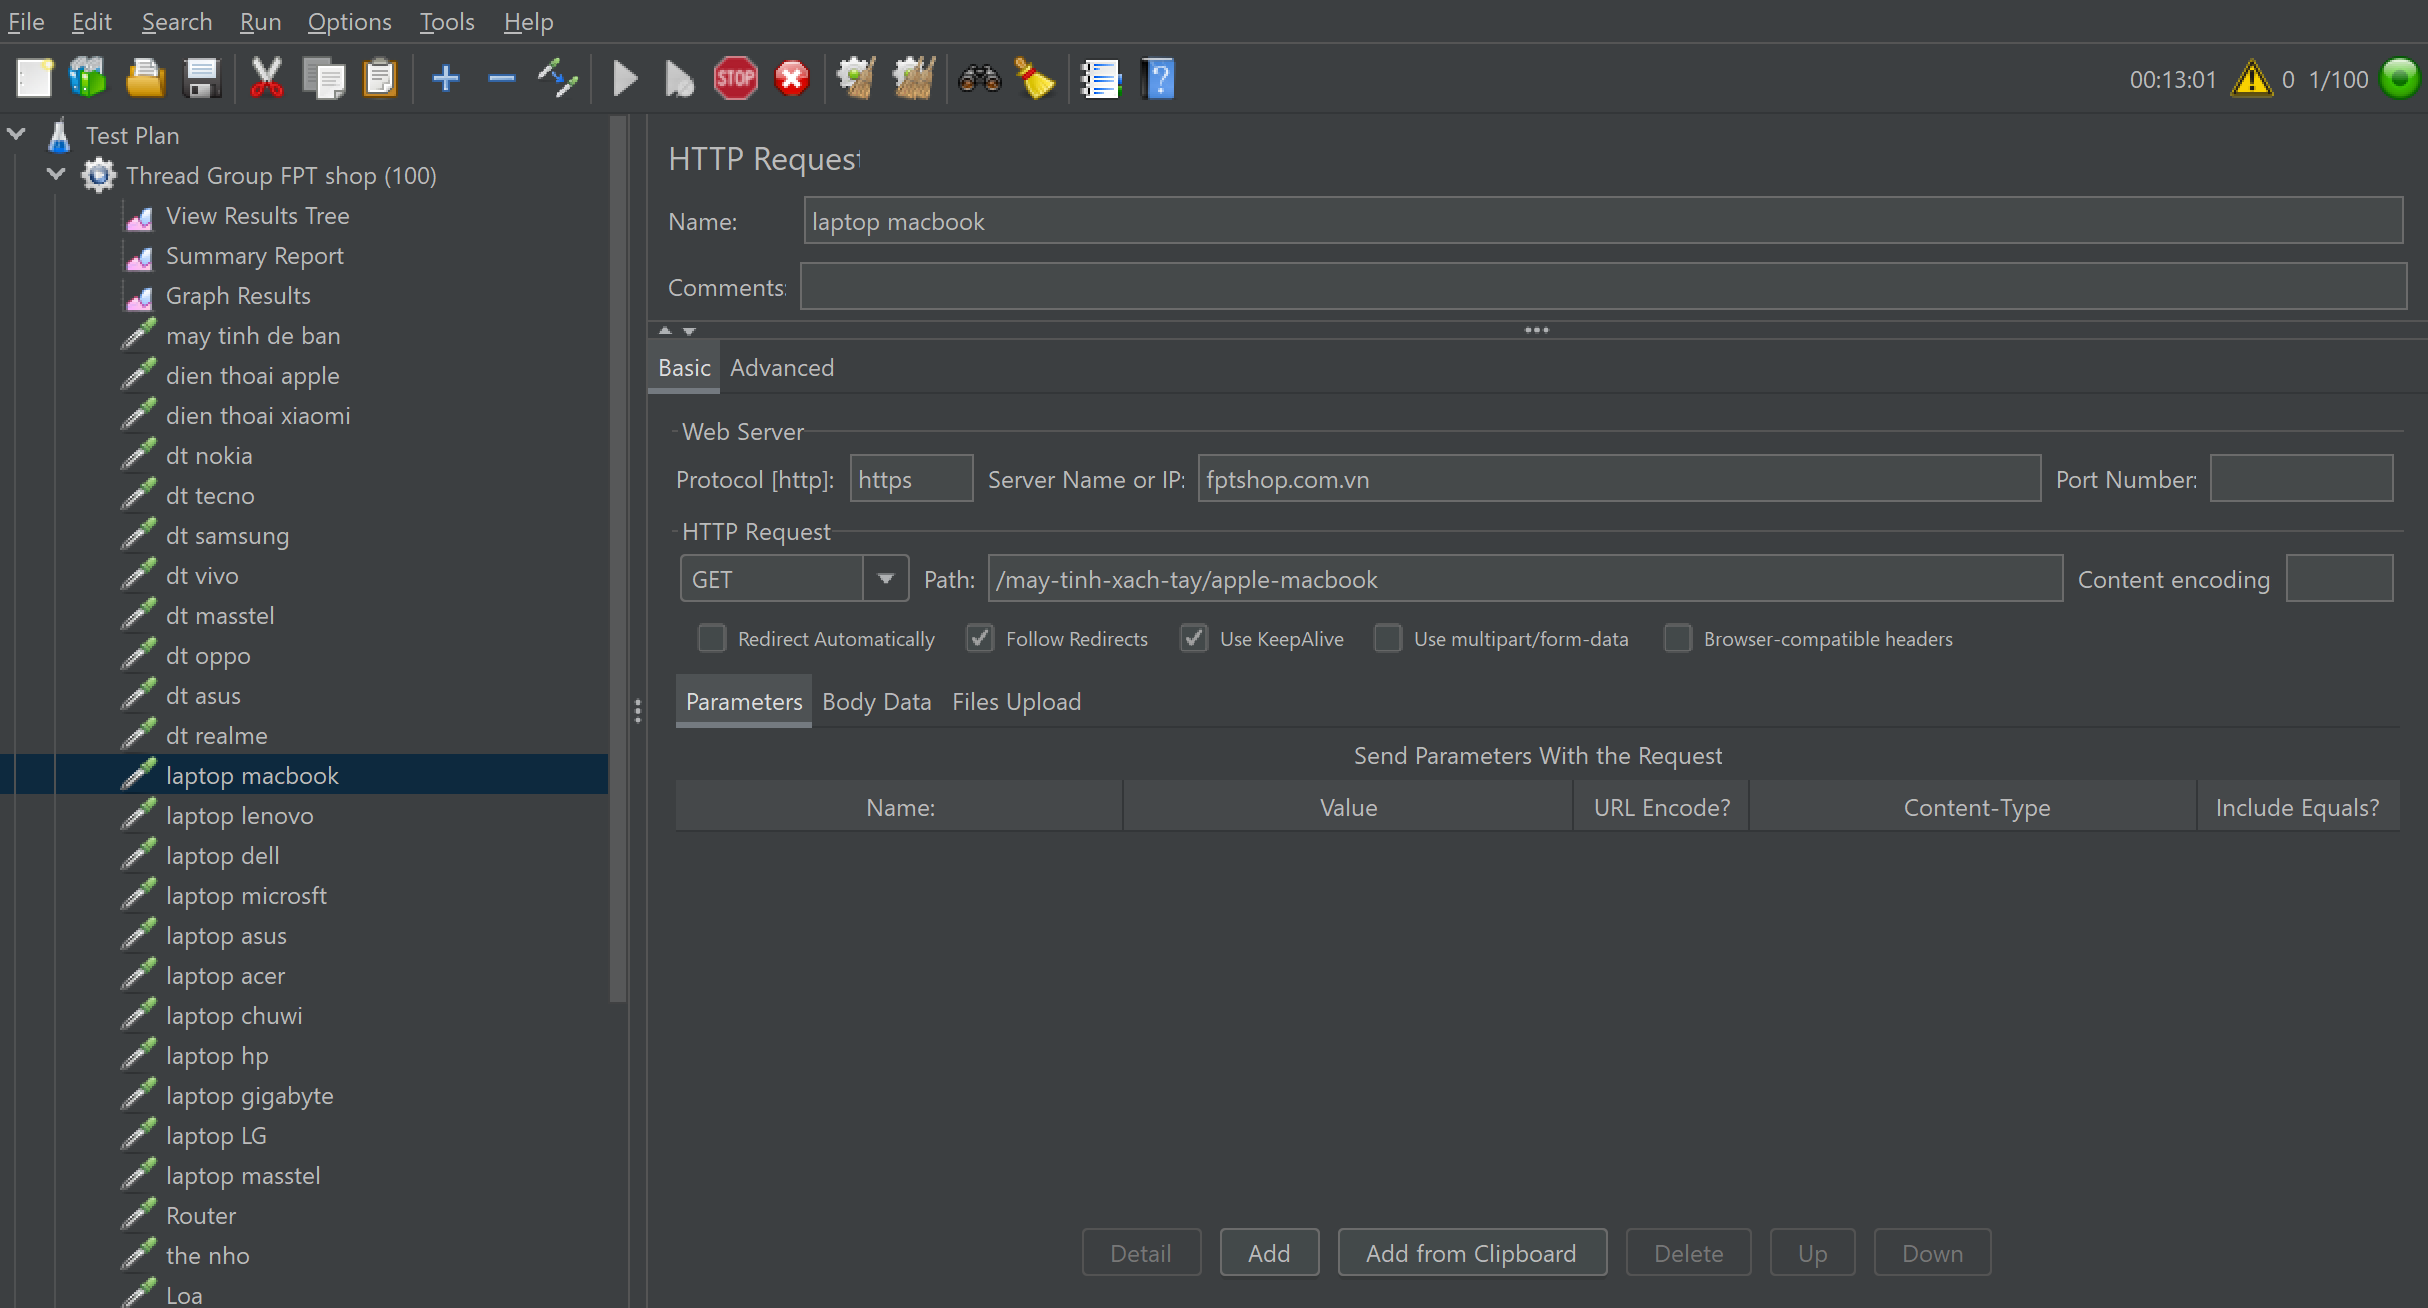 File Edit Search Run Options Tools Help
STOP ? 00:13:01 0 1/100
Test Plan
Thread Group FPT shop (100)
View Results Tree
Summary Report
Graph Results
may tinh de ban
dien thoai apple
dien thoai xiaomi
dt nokia
dt tecno
dt samsung
dt vivo
dt masstel
dt oppo
dt asus
dt realme
laptop macbook
laptop lenovo
laptop dell
laptop microsft
laptop asus
laptop acer
laptop chuwi
laptop hp
laptop gigabyte
laptop LG
laptop masstel
Router
the nho
Loa
HTTP Request
Name: laptop macbook
Comments:
Basic Advanced
Web Server
Protocol [http]: https Server Name or IP: fptshop.com.vn Port Number:
HTTP Request
GET Path: /may-tinh-xach-tay/apple-macbook Content encoding
Redirect Automatically Follow Redirects Use KeepAlive Use multipart/form-data Browser-compatible headers
Parameters Body Data Files Upload
Send Parameters With the Request
Name: Value URL Encode? Content-Type Include Equals?
Detail Add Add from Clipboard Delete Up Down